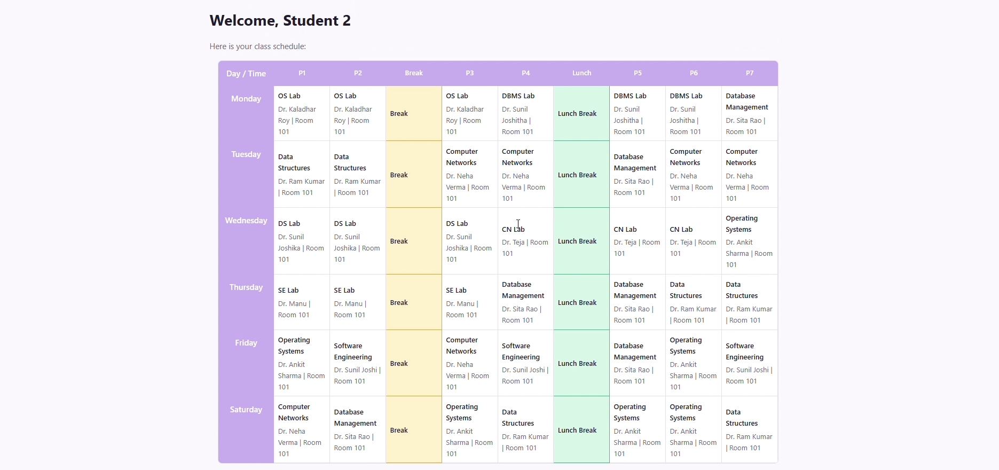 Welcome, Student 2
Here is your class schedule:
Day / Time P1 P2 Break P3 P4 Lunch P5 P6 P7
Monday
OS Lab
Dr. Kaladhar
Roy | Room
101
OS Lab
Dr. Kaladhar
Roy | Room
101
Break
OS Lab
Dr. Kaladhar
Roy | Room
101
DBMS Lab
Dr. Sunil
Joshitha |
Room 101
Lunch Break
DBMS Lab
Dr. Sunil
Joshitha |
Room 101
DBMS Lab
Dr. Sunil
Joshitha |
Room 101
Database
Management
Dr. Sita Rao |
Room 101
Tuesday
Data
Structures
Dr. Ram Kumar
| Room 101
Data
Structures
Dr. Ram Kumar
| Room 101
Break
Computer
Networks
Dr. Neha
Verma | Room
101
Computer
Networks
Dr. Neha
Verma | Room
101
Lunch Break
Database
Management
Dr. Sita Rao |
Room 101
Computer
Networks
Dr. Neha
Verma | Room
101
Computer
Networks
Dr. Neha
Verma | Room
101
Wednesday
DS Lab
Dr. Sunil
Joshika | Room
101
DS Lab
Dr. Sunil
Joshika | Room
101
Break
DS Lab
Dr. Sunil
Joshika | Room
101
CN Lab
Dr. Teja | Room
101
Lunch Break
CN Lab
Dr. Teja | Room
101
CN Lab
Dr. Teja | Room
101
Operating
Systems
Dr. Ankit
Sharma | Room
101
Thursday
SE Lab
Dr. Manu |
Room 101
SE Lab
Dr. Manu |
Room 101
Break
SE Lab
Dr. Manu |
Room 101
Database
Management
Dr. Sita Rao |
Room 101
Lunch Break
Database
Management
Dr. Sita Rao |
Room 101
Data
Structures
Dr. Ram Kumar
| Room 101
Data
Structures
Dr. Ram Kumar
| Room 101
Friday
Operating
Systems
Dr. Ankit
Sharma | Room
101
Software
Engineering
Dr. Sunil Joshi |
Room 101
Break
Computer
Networks
Dr. Neha
Verma | Room
101
Software
Engineering
Dr. Sunil Joshi |
Room 101
Lunch Break
Database
Management
Dr. Sita Rao |
Room 101
Operating
Systems
Dr. Ankit
Sharma | Room
101
Software
Engineering
Dr. Sunil Joshi |
Room 101
Saturday
Computer
Networks
Dr. Neha
Verma | Room
101
Database
Management
Dr. Sita Rao |
Room 101
Break
Operating
Systems
Dr. Ankit
Sharma | Room
101
Data
Structures
Dr. Ram Kumar
| Room 101
Lunch Break
Operating
Systems
Dr. Ankit
Sharma | Room
101
Operating
Systems
Dr. Ankit
Sharma | Room
101
Data
Structures
Dr. Ram Kumar
| Room 101